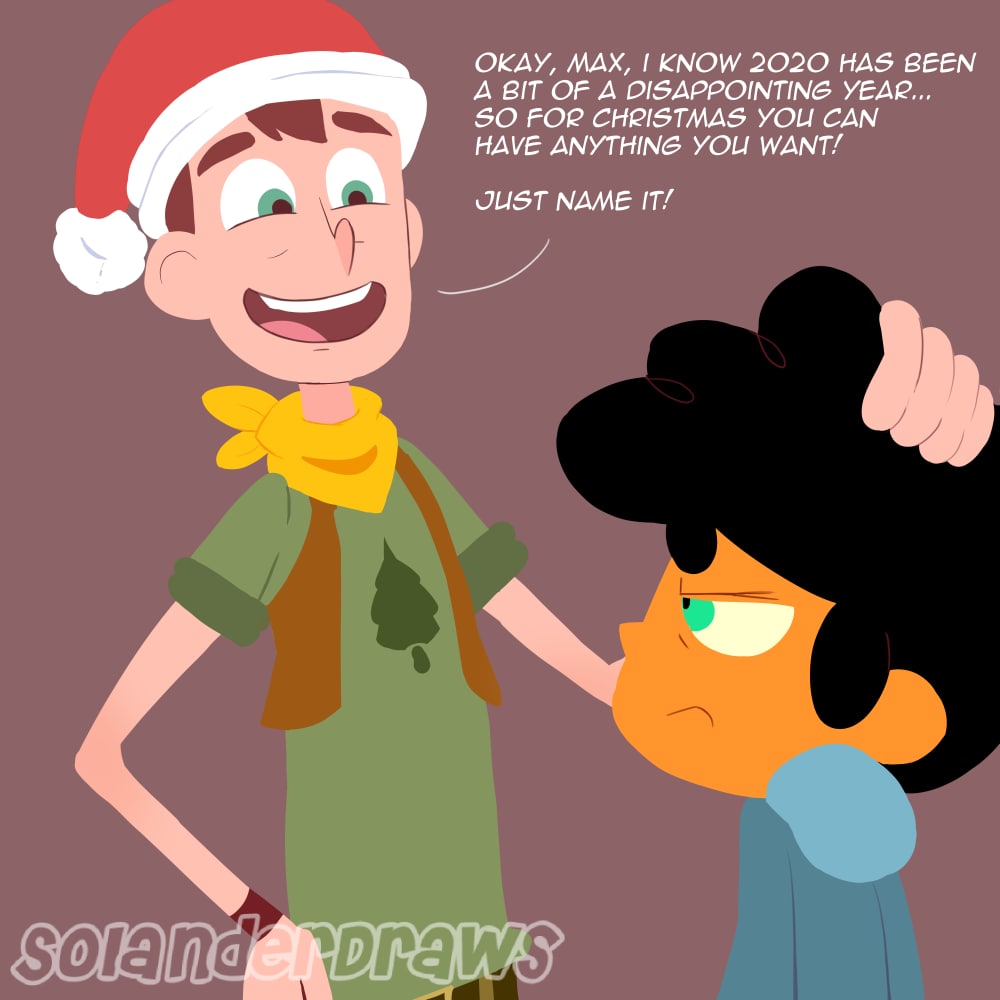 OKAY, MAX, I KNOW 2020 HAS BEEN
A BIT OF A DISAPPOINTING YEAR...
SO FOR CHRISTMAS YOU CAN
HAVE ANYTHING YOU WANT!
JUST NAME IT!
SOLANDERDRAWS